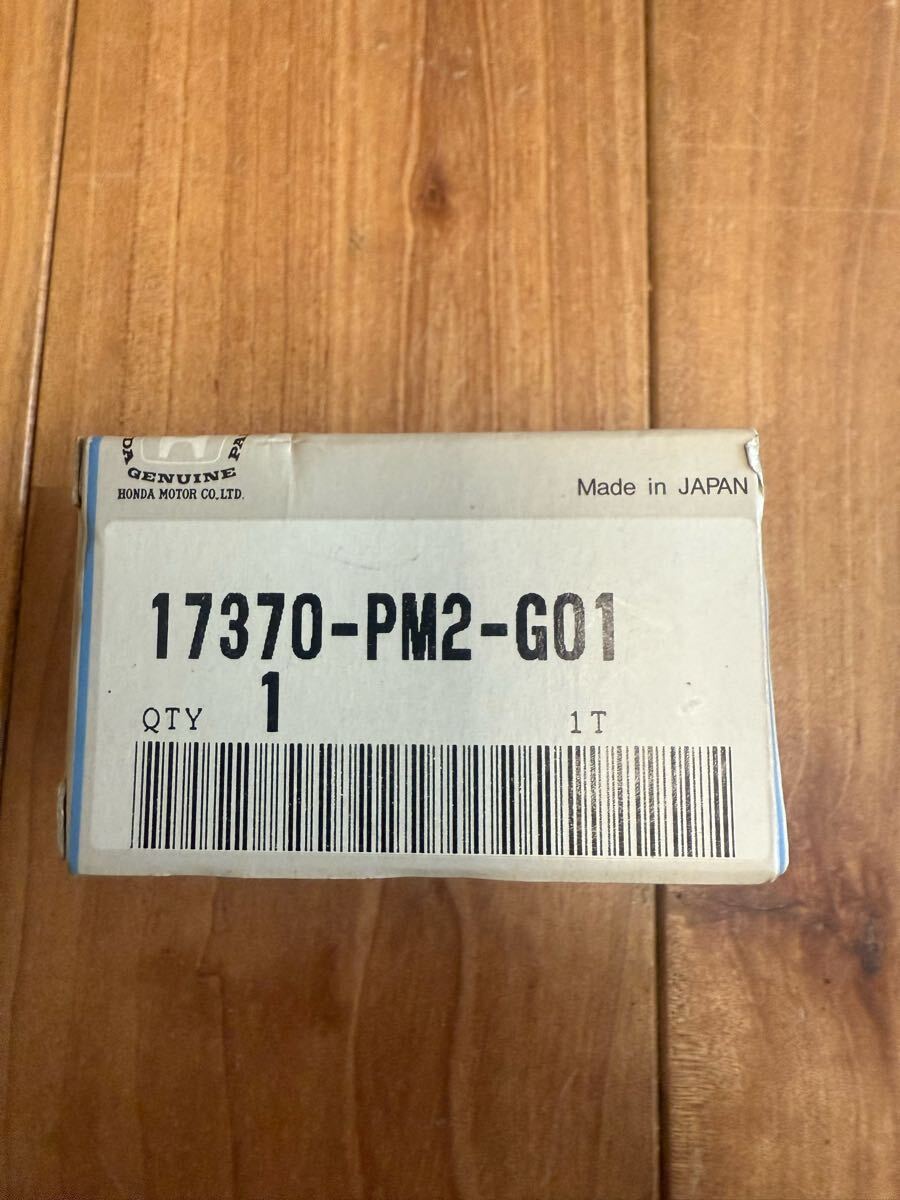 GENUINE
HONDA MOTOR CO., LTD.
Made in JAPAN
17370-PM2-G01
QTY 1 1T